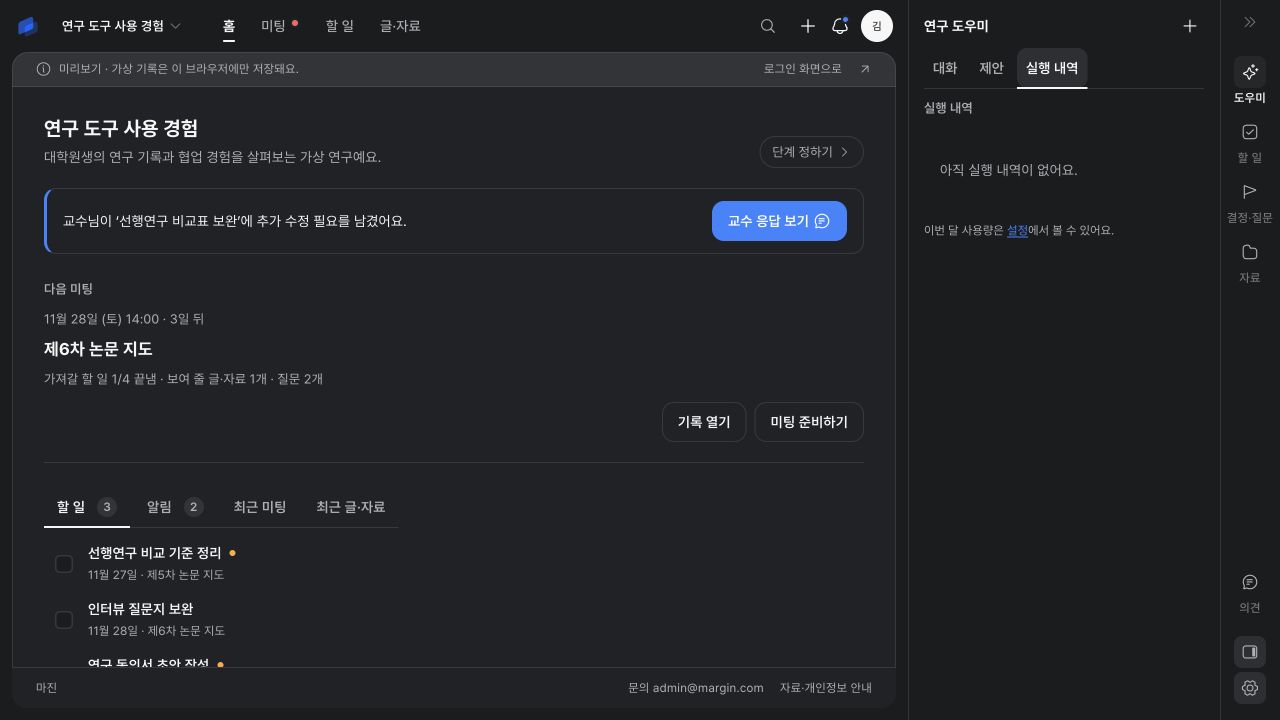 연구 도구 사용 경험
홈
미팅
할 일
글·자료
김
미리보기 · 가상 기록은 이 브라우저에만 저장돼요.
로그인 화면으로
연구 도구 사용 경험
대학원생의 연구 기록과 협업 경험을 살펴보는 가상 연구예요.
단계 정하기
교수님이 ‘선행연구 비교표 보완’에 추가 수정 필요를 남겼어요.
교수 응답 보기
다음 미팅
11월 28일 (토) 14:00 · 3일 뒤
제6차 논문 지도
가져갈 할 일 1/4 끝냄 · 보여 줄 글·자료 1개 · 질문 2개
기록 열기
미팅 준비하기
할 일 3
알림 2
최근 미팅
최근 글·자료
선행연구 비교 기준 정리
11월 27일 · 제5차 논문 지도
인터뷰 질문지 보완
11월 28일 · 제6차 논문 지도
연구 동의서 초안 작성
마진
문의 admin@margin.com
자료·개인정보 안내
연구 도우미
대화
제안
실행 내역
실행 내역
아직 실행 내역이 없어요.
이번 달 사용량은 설정에서 볼 수 있어요.
도우미
할 일
결정·질문
자료
의견